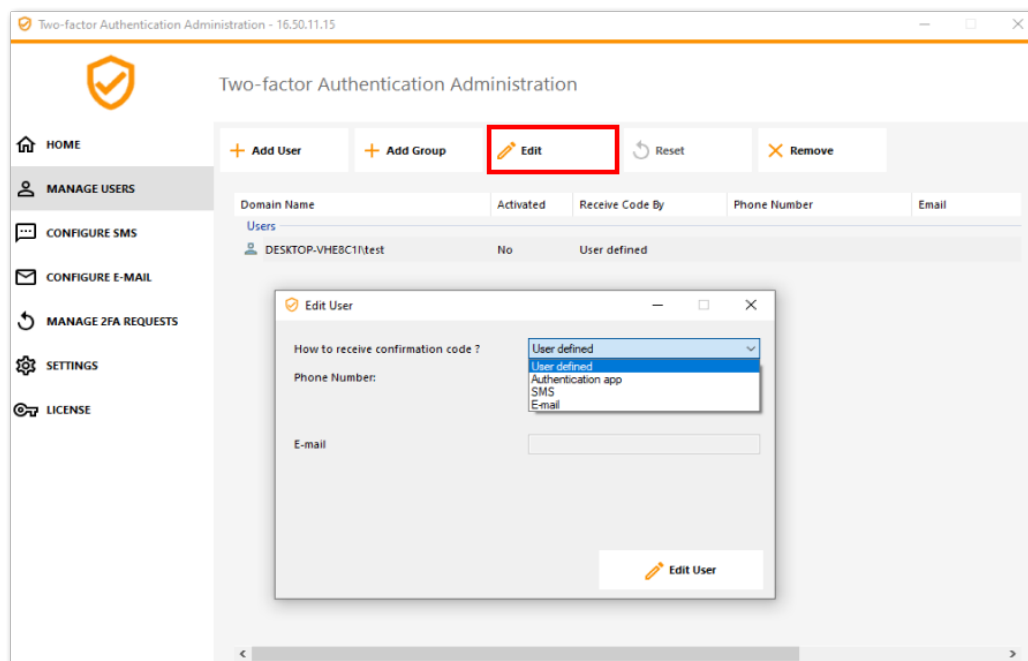 Two-factor Authentication Administration - 16.50.11.15
Two-factor Authentication Administration
HOME
MANAGE USERS
CONFIGURE SMS
CONFIGURE E-MAIL
MANAGE 2FA REQUESTS
SETTINGS
LICENSE
Add User Add Group Edit Reset Remove
Domain Name Activated Receive Code By Phone Number Email
Users
DESKTOP-VHE8C1I\test No User defined
Edit User
How to receive confirmation code ? User defined
User defined
Phone Number:
Authentication app
SMS
E-mail
E-mail
Edit User